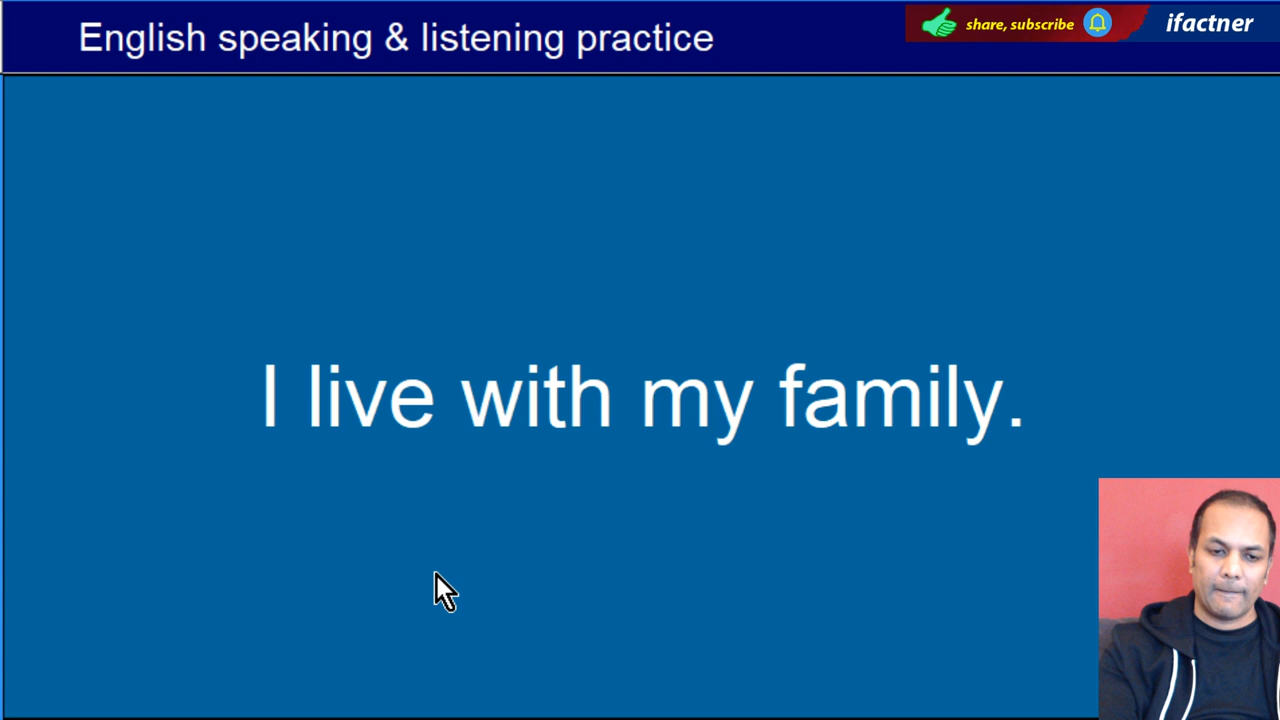 English speaking & listening practice
share, subscribe
ifactner
I live with my family.